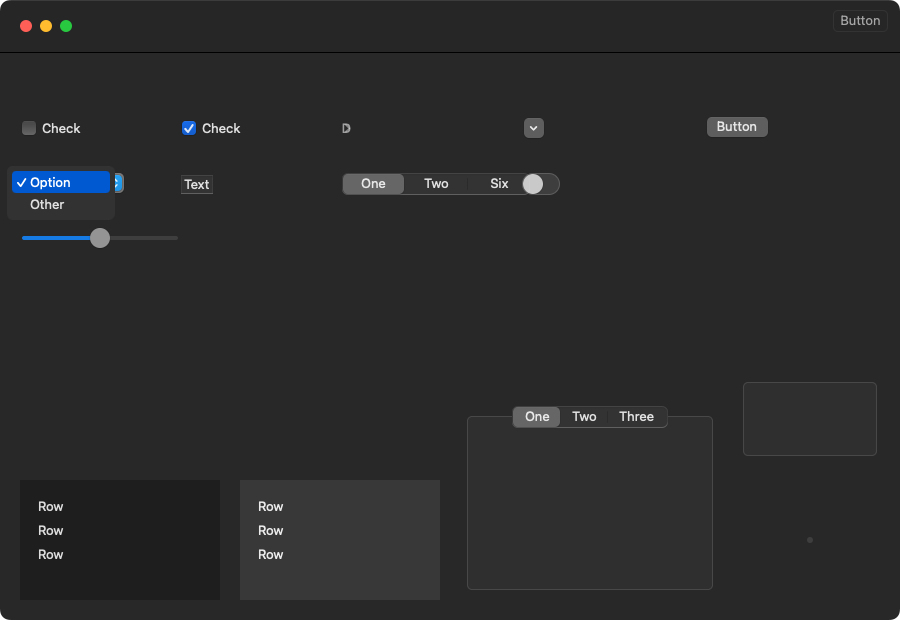 Button
Check
Check
D
Button
Option
Other
Text
One Two Six
One Two Three
Row
Row
Row
Row
Row
Row